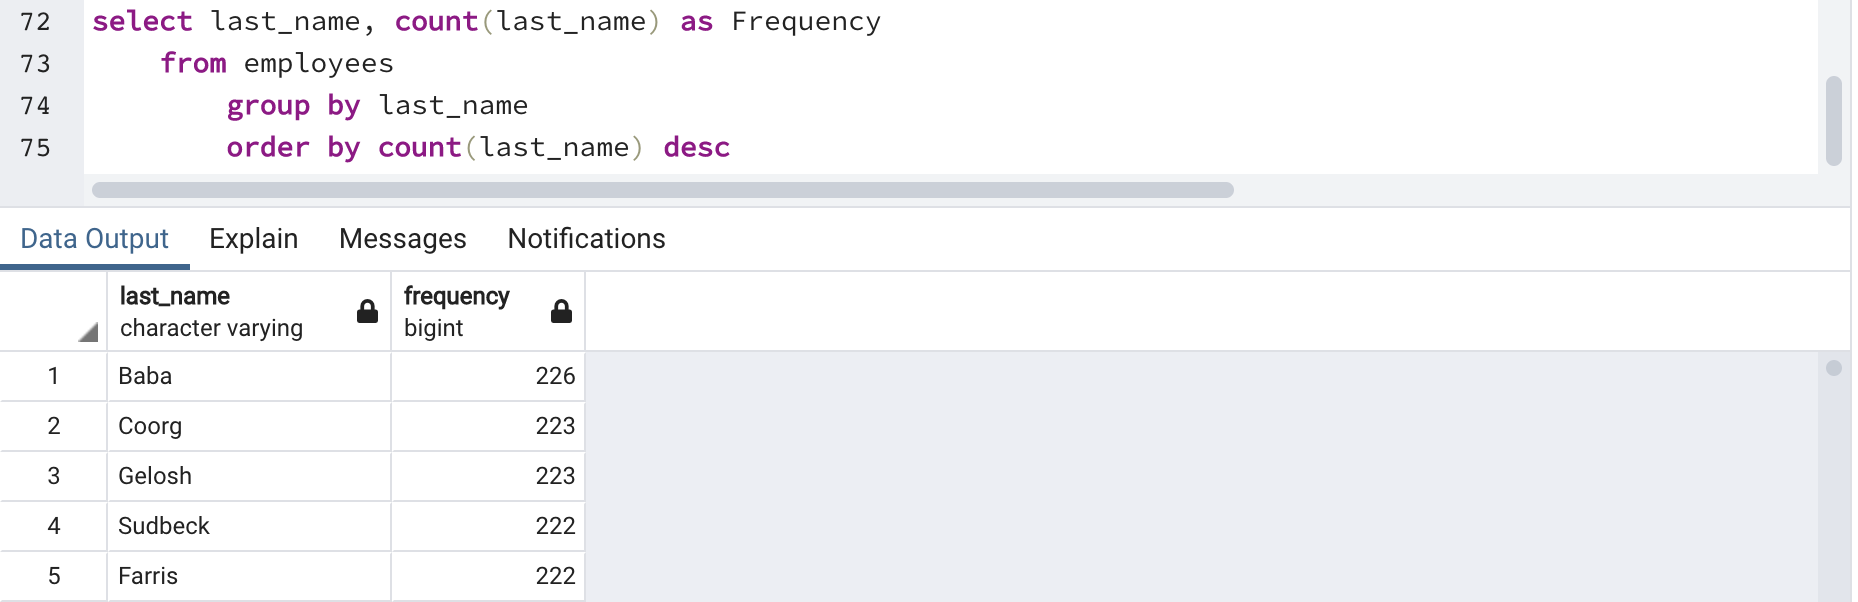 72 select last_name, count(last_name) as Frequency
73 from employees
74 group by last_name
75 order by count(last_name) desc
Data Output Explain Messages Notifications
last_name frequency
character varying bigint
1 Baba 226
2 Coorg 223
3 Gelosh 223
4 Sudbeck 222
5 Farris 222